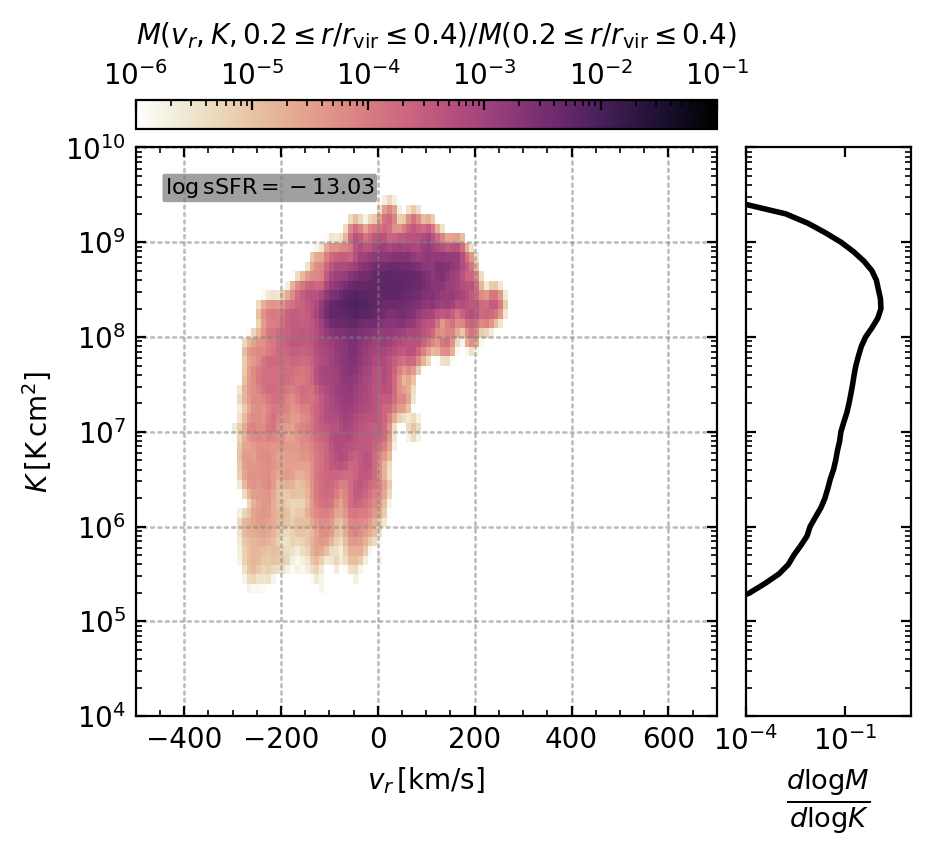 M(v_r, K, 0.2 ≤ r/r_vir ≤ 0.4)/M(0.2 ≤ r/r_vir ≤ 0.4)
10^−6 10^−5 10^−4 10^−3 10^−2 10^−1
log sSFR = −13.03
10^10
10^9
10^8
10^7
10^6
10^5
10^4
K [K cm^2]
−400 −200 0 200 400 600
v_r [km/s]
10^−4 10^−1
dlogM
dlogK